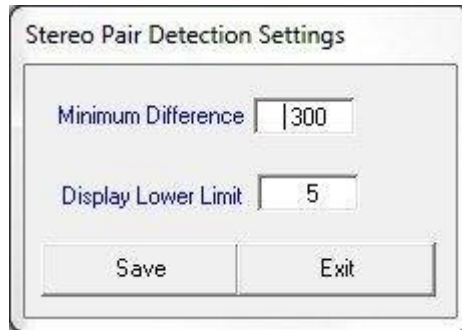 Stereo Pair Detection Settings
Minimum Difference 300
Display Lower Limit 5
Save Exit